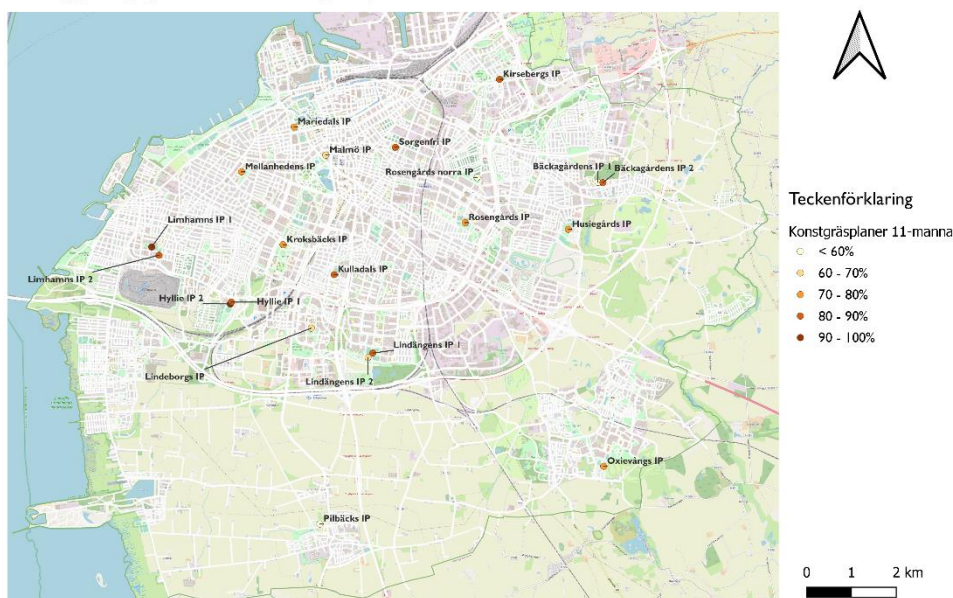 Kirsebergs IP
Mariedals IP
Malmö IP
Sorgenfri IP
Mellanhedens IP
Rosengårds norra IP
Bäckagårdens IP 1
Bäckagårdens IP 2
Limhamns IP 1
Rosengårds IP
Husiegårds IP
Kroksbäcks IP
Limhamns IP 2
Kulladals IP
Hyllie IP 2
Hyllie IP 1
Lindängens IP 1
Lindeborgs IP
Lindängens IP 2
Oxievångs IP
Pilbäcks IP
Teckenförklaring
Konstgräsplaner 11-manna
< 60%
60 - 70%
70 - 80%
80 - 90%
90 - 100%
0 1 2 km